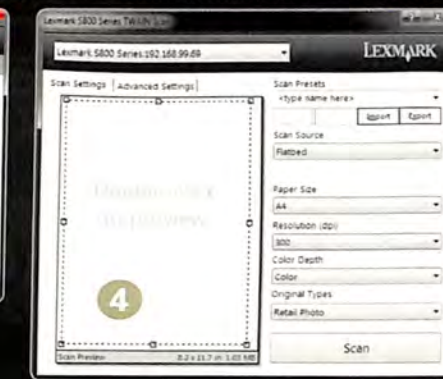 Lexmark S800 Series TWAIN Scan
Lexmark S800 Series:192.168.99.69
LEXMARK
Scan Settings
Advanced Settings
Scan Presets
<type name here>
Import
Export
Scan Source
Flatbed
Paper Size
A4
Resolution (dpi)
300
Color Depth
Color
Original Types
Retail Photo
4
Scan
Scan Preview
8.2 x 11.7 in 1.03 MB